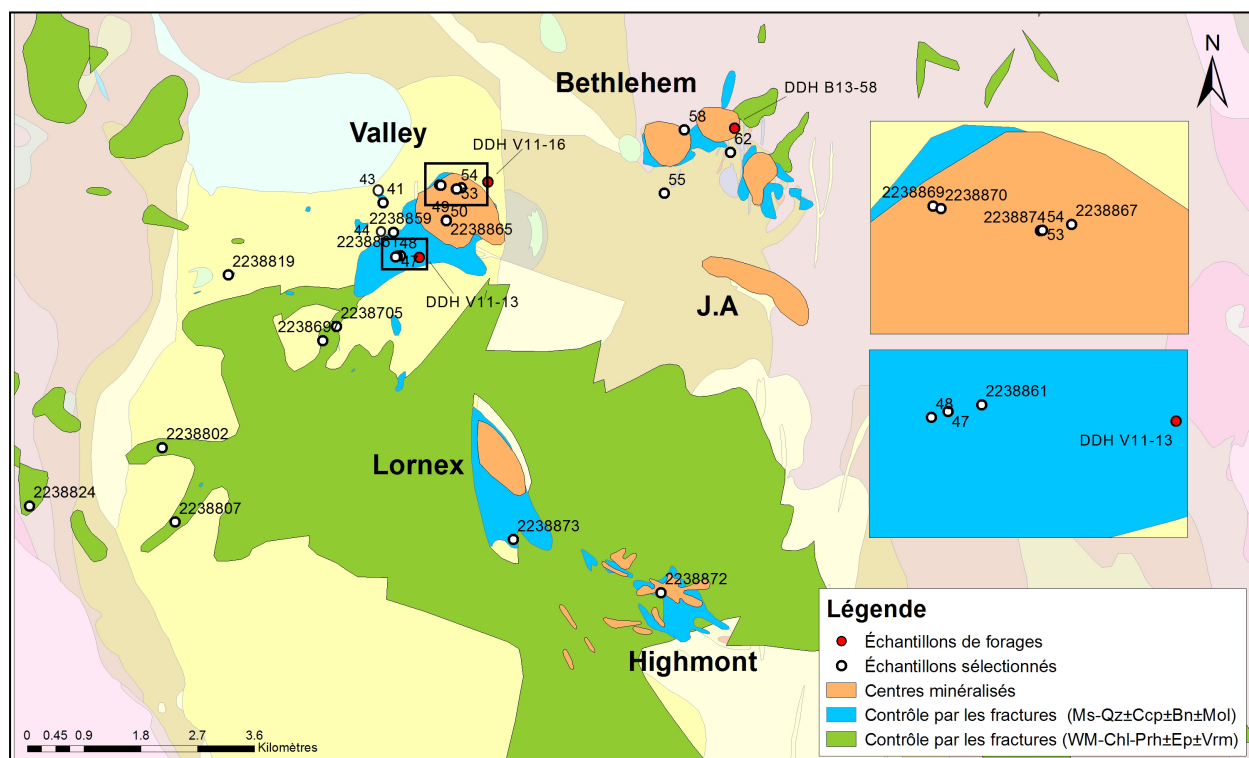 N
Bethlehem
DDH B13-58
58
62
Valley
DDH V11-16
43
41
54
53
55
49
50
2238859
44
2238865
2238861
48
47
2238819
DDH V11-13
J.A
2238705
2238697
2238802
Lornex
2238824
2238807
2238873
2238872
Highmont
2238869
2238870
2238867
2238874
54
53
48
47
2238861
DDH V11-13
Légende
Échantillons de forages
Échantillons sélectionnés
Centres minéralisés
Contrôle par les fractures (Ms-Qz±Ccp±Bn±Mol)
Contrôle par les fractures (WM-Chl-Prh±Ep±Vrm)
0 0.45 0.9 1.8 2.7 3.6
Kilomètres